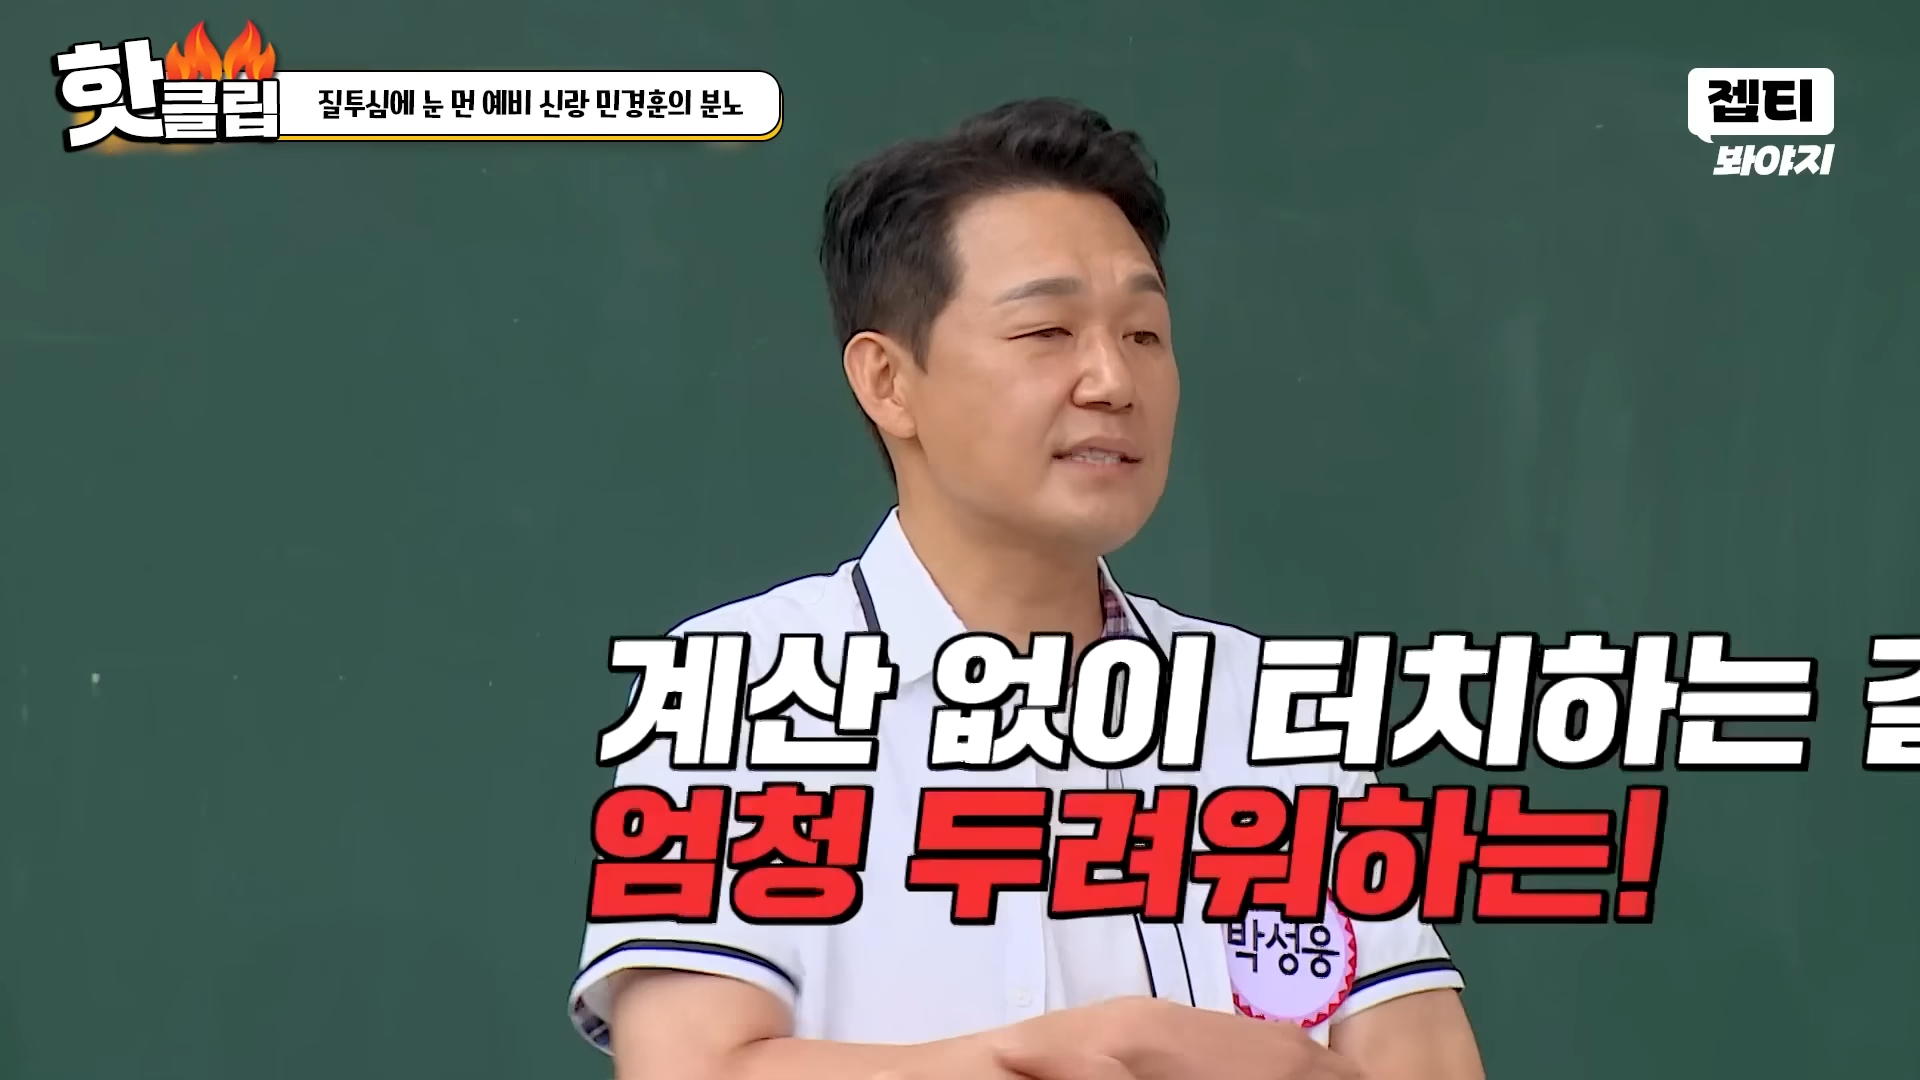 핫클립
질투심에 눈 먼 예비 신랑 민경훈의 분노
젭티
봐야지
계산 없이 터치하는
엄청 두려워하는!
박성웅